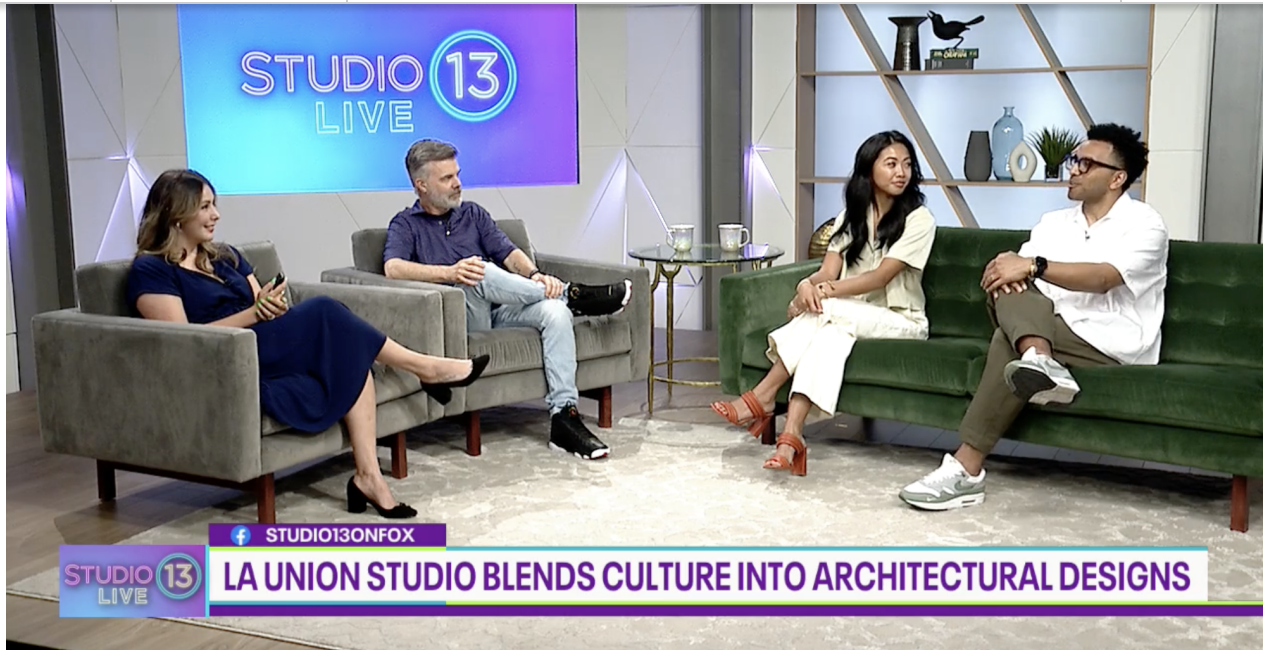 STUDIO 13
LIVE
STUDIO13ONFOX
STUDIO 13
LIVE
LA UNION STUDIO BLENDS CULTURE INTO ARCHITECTURAL DESIGNS